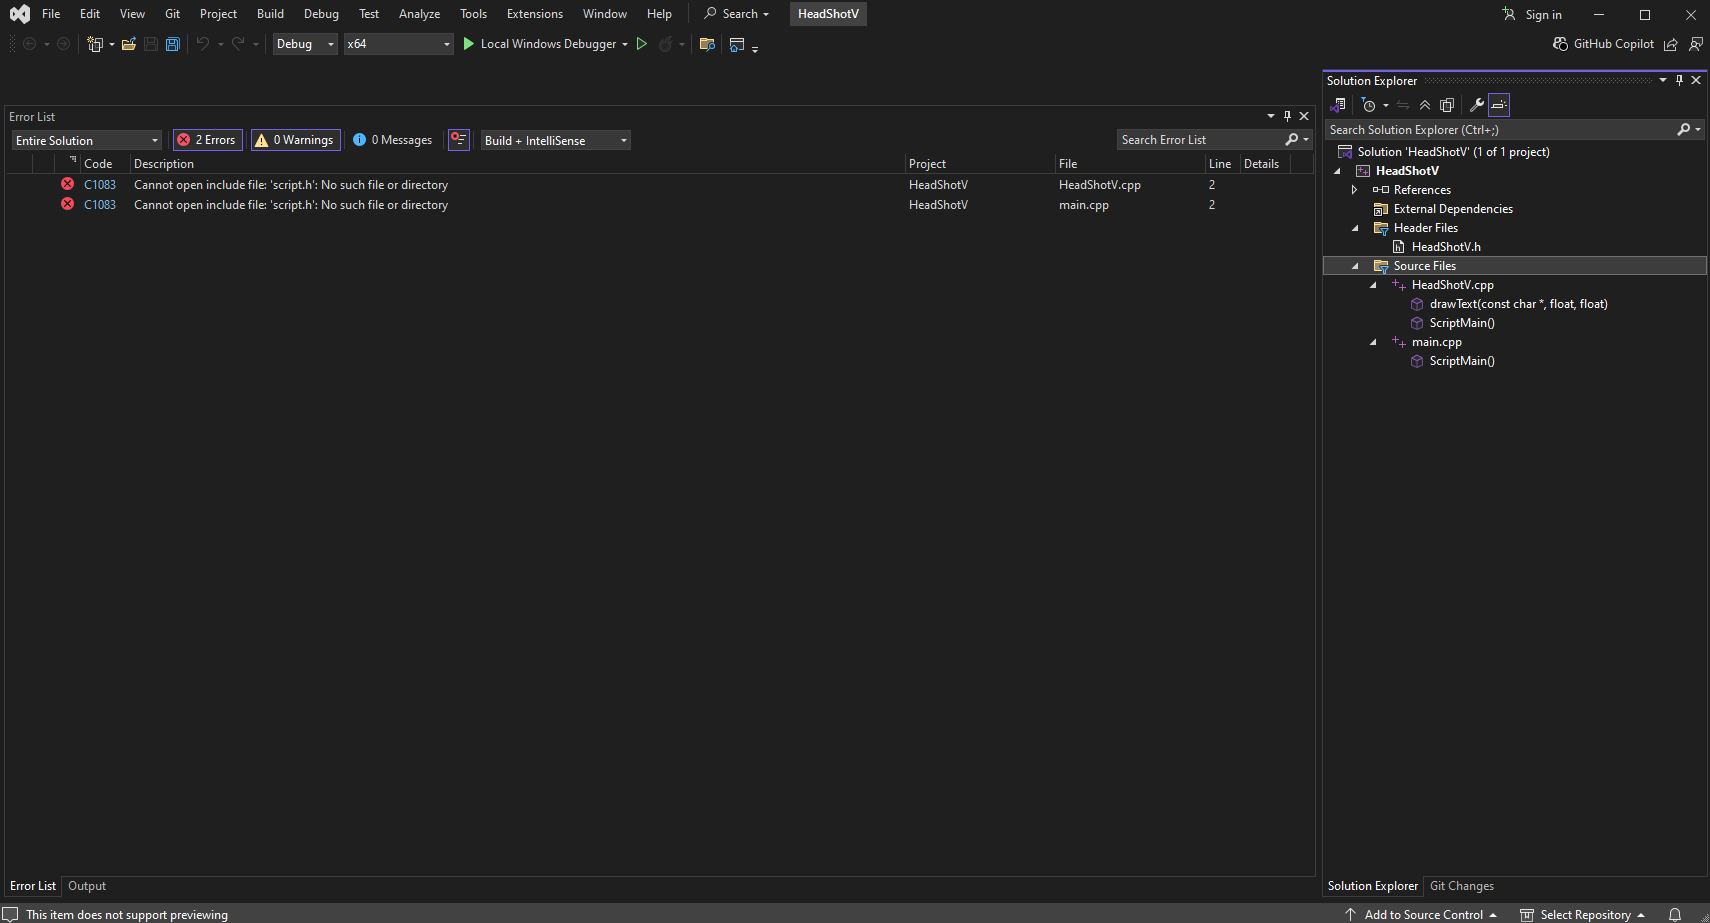 File Edit View Git Project Build Debug Test Analyze Tools Extensions Window Help Search HeadShotV Sign in
Debug x64 Local Windows Debugger GitHub Copilot
Error List
Entire Solution 2 Errors 0 Warnings 0 Messages Build + IntelliSense Search Error List
Code Description Project File Line Details
C1083 Cannot open include file: 'script.h': No such file or directory HeadShotV HeadShotV.cpp 2
C1083 Cannot open include file: 'script.h': No such file or directory HeadShotV main.cpp 2
Error List Output
Solution Explorer
Search Solution Explorer (Ctrl+;)
Solution 'HeadShotV' (1 of 1 project)
HeadShotV
References
External Dependencies
Header Files
HeadShotV.h
Source Files
HeadShotV.cpp
drawText(const char *, float, float)
ScriptMain()
main.cpp
ScriptMain()
Solution Explorer Git Changes
This item does not support previewing Add to Source Control Select Repository